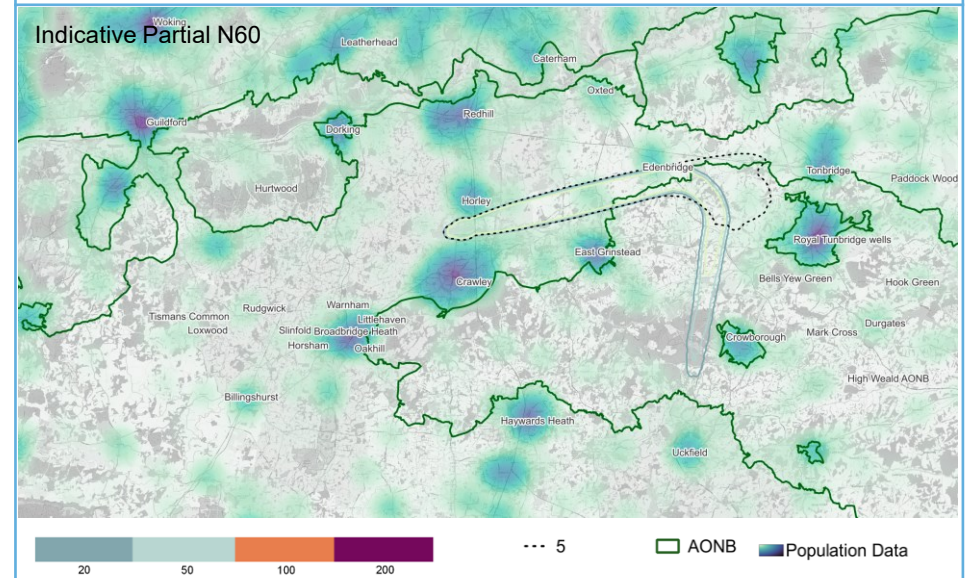 Indicative Partial N60
Woking
Leatherhead
Caterham
Oxted
Guildford
Redhill
Dorking
Edenbridge
Tonbridge
Paddock Wood
Hurtwood
Horley
Royal Tunbridge wells
East Grinstead
Crawley
Bells Yew Green
Hook Green
Warnham
Rudgwick
Tismans Common
Littlehaven
Loxwood
Slinfold Broadbridge Heath
Horsham
Oakhill
Crowborough
Mark Cross
Durgates
High Weald AONB
Billingshurst
Haywards Heath
Uckfield
5
AONB
Population Data
20 50 100 200